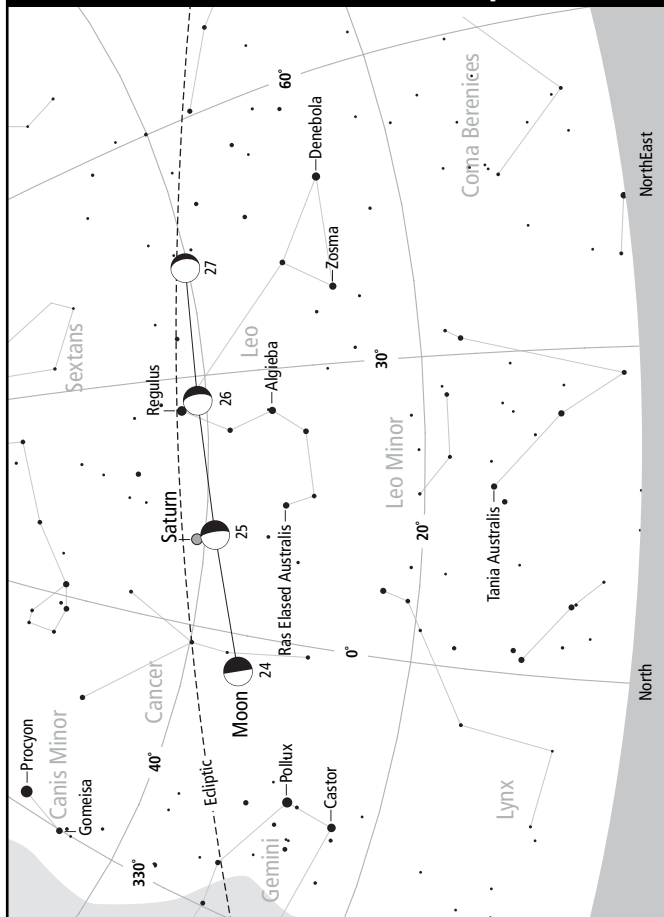 Procyon
Canis Minor
Sextans
Gomeisa
330°
Cancer
Regulus
40°
Saturn
Ecliptic
27
26
Moon
25
Leo
24
Gemini
Algieba
Ras Elased Australis
Pollux
60°
Denebola
Castor
Zosma
0°
30°
Leo Minor
20°
Coma Berenices
Tania Australis
Lynx
North
NorthEast